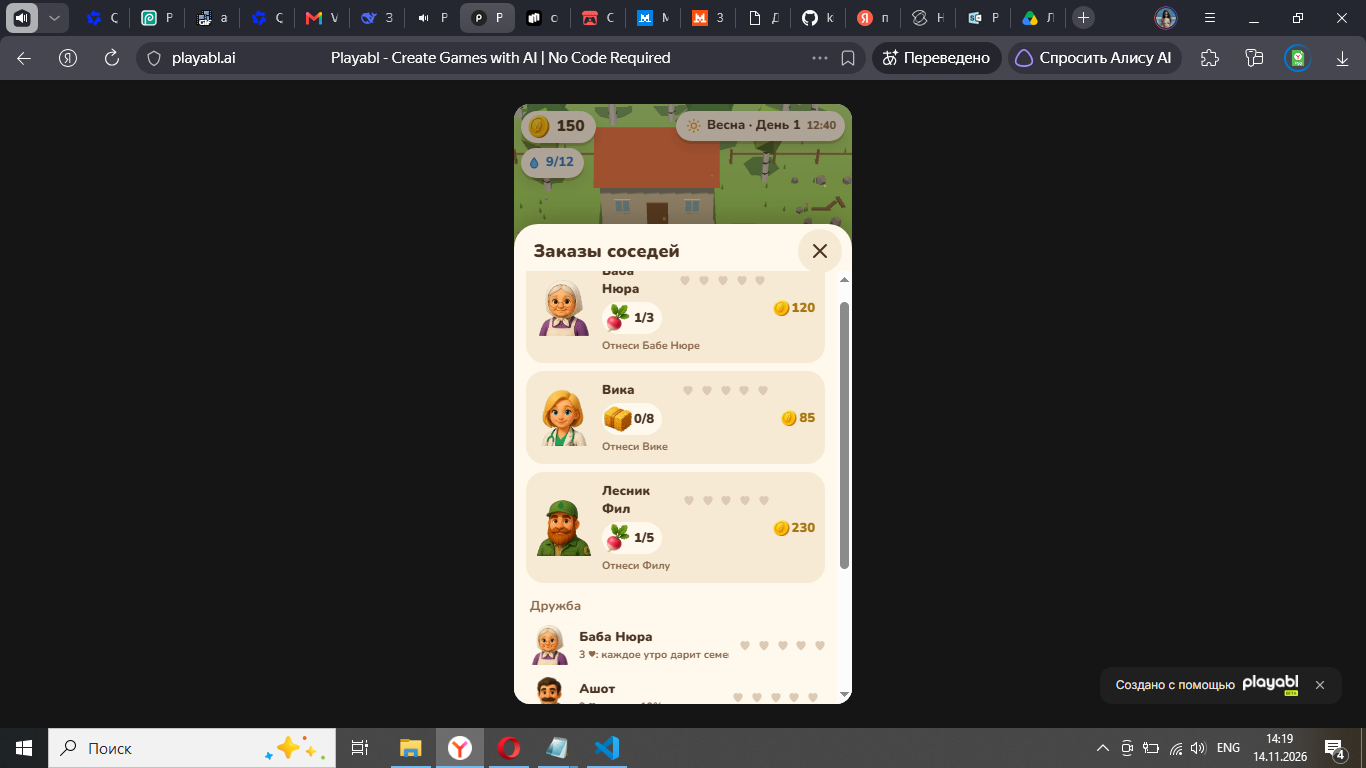 playabl.ai
Playabl - Create Games with AI | No Code Required
Переведено
Спросить Алису AI
150
Весна · День 1 12:40
9/12
Заказы соседей
Баба
Нюра
1/3
120
Отнеси Бабе Нюре
Вика
0/8
85
Отнеси Вике
Лесник
Фил
1/5
230
Отнеси Филу
Дружба
Баба Нюра
3 ♥: каждое утро дарит семе
Ашот
Создано с помощью playabl BETA
Поиск
ENG
14:19
14.11.2026
4